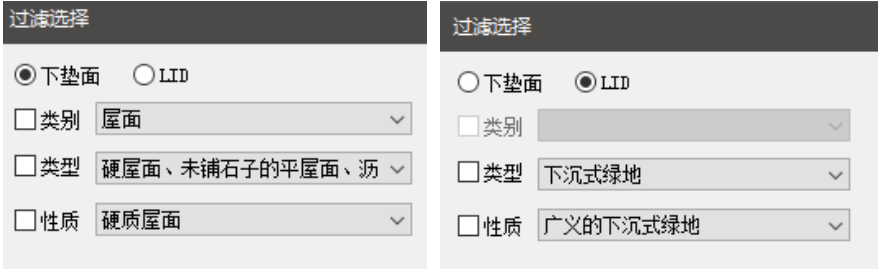 过滤选择
下垫面 LID
类别 屋面
类型 硬屋面、未铺石子的平屋面、沥
性质 硬质屋面
过滤选择
下垫面 LID
类别
类型 下沉式绿地
性质 广义的下沉式绿地